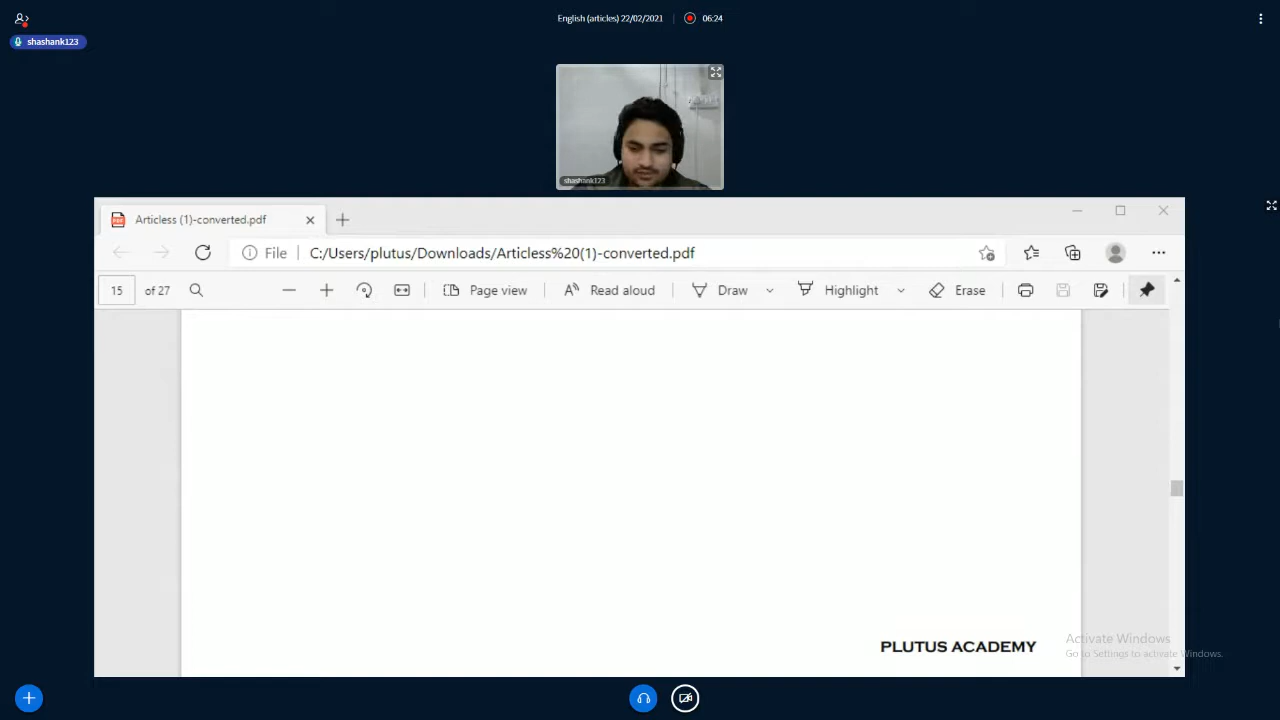 English (articles) 22/02/2021 06:24
shashank123
shashank123
Articless (1)-converted.pdf
File C:/Users/plutus/Downloads/Articless%20(1)-converted.pdf
15 of 27 Page view Read aloud Draw Highlight Erase
PLUTUS ACADEMY
Activate Windows
Go to Settings to activate Windows.